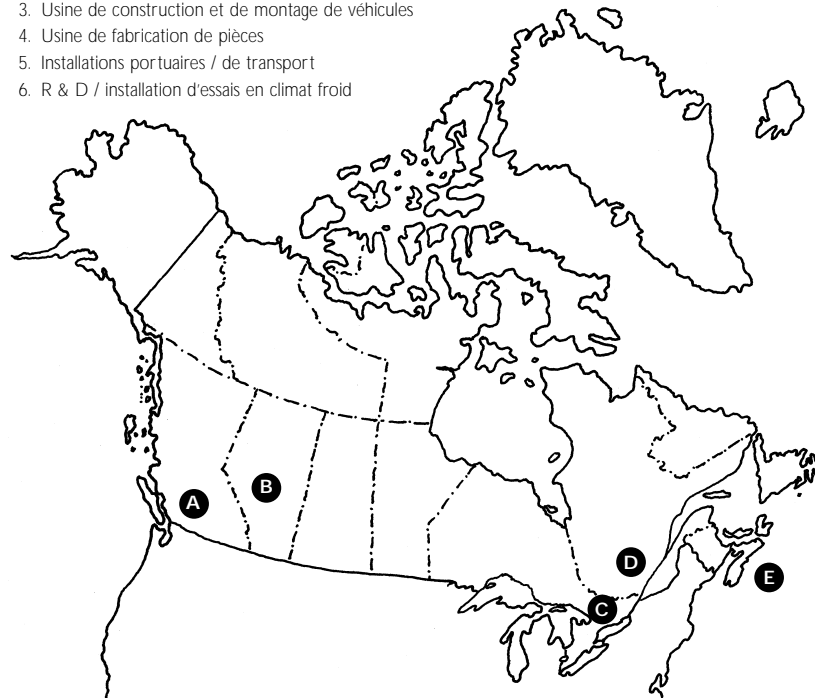 3. Usine de construction et de montage de véhicules
4. Usine de fabrication de pièces
5. Installations portuaires / de transport
6. R & D / installation d'essais en climat froid
A
B
D
E
C